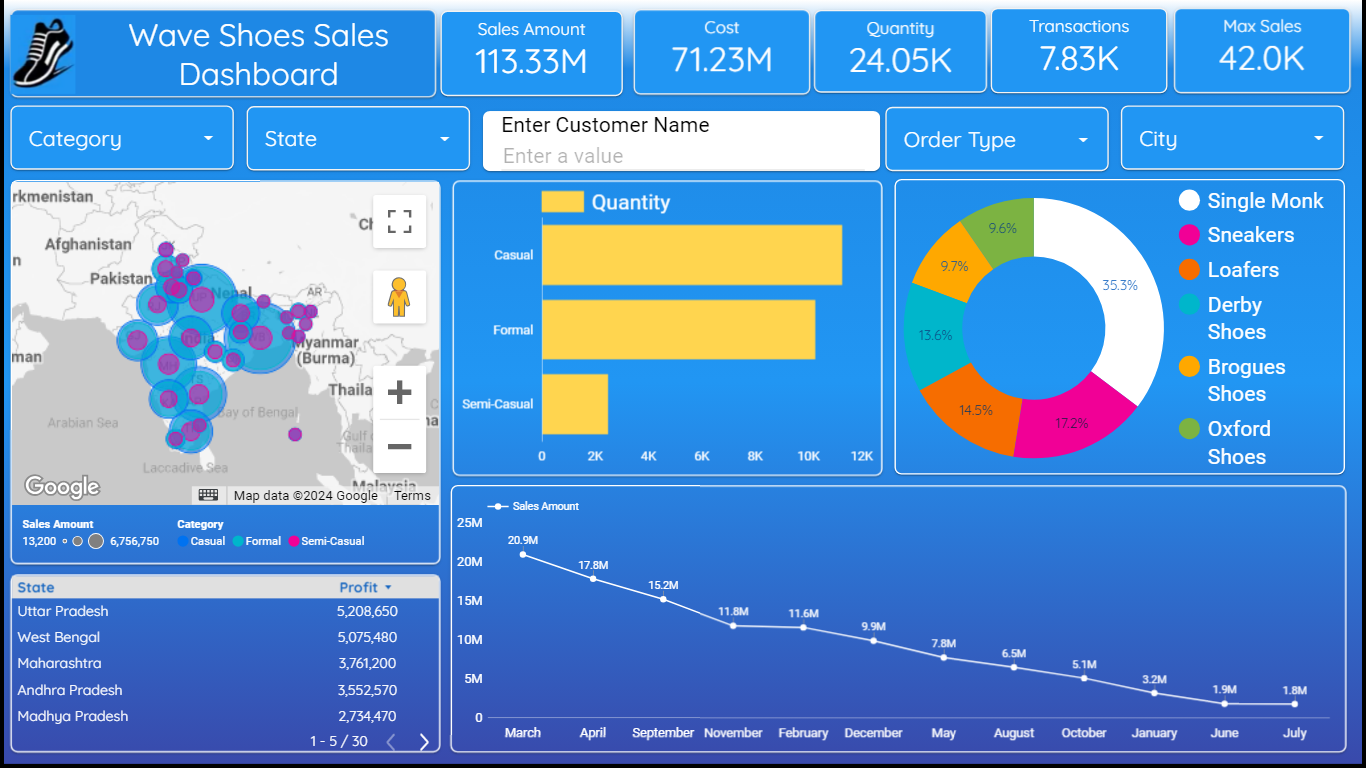 Wave Shoes Sales
Dashboard
Sales Amount
113.33M
Cost
71.23M
Quantity
24.05K
Transactions
7.83K
Max Sales
42.0K
Category
State
Enter Customer Name
Enter a value
Order Type
City
rkmenistan
Afghanistan
Pakistan
Nepal
AR
India
MH
TS
Myanmar
(Burma)
man
Thaila
Arabian Sea
Bay of Bengal
Gulf
Thaila
Laccadive Sea
Malaysia
Google
Map data ©2024 Google
Terms
Sales Amount
13,200
6,756,750
Category
Casual
Formal
Semi-Casual
State Profit
Uttar Pradesh 5,208,650
West Bengal 5,075,480
Maharashtra 3,761,200
Andhra Pradesh 3,552,570
Madhya Pradesh 2,734,470
1 - 5 / 30
Quantity
Casual
Formal
Semi-Casual
0 2K 4K 6K 8K 10K 12K
35.3%
17.2%
14.5%
13.6%
9.7%
9.6%
Single Monk
Sneakers
Loafers
Derby
Shoes
Brogues
Shoes
Oxford
Shoes
Sales Amount
25M
20M
15M
10M
5M
0
20.9M
17.8M
15.2M
11.8M
11.6M
9.9M
7.8M
6.5M
5.1M
3.2M
1.9M
1.8M
March April September November February December May August October January June July